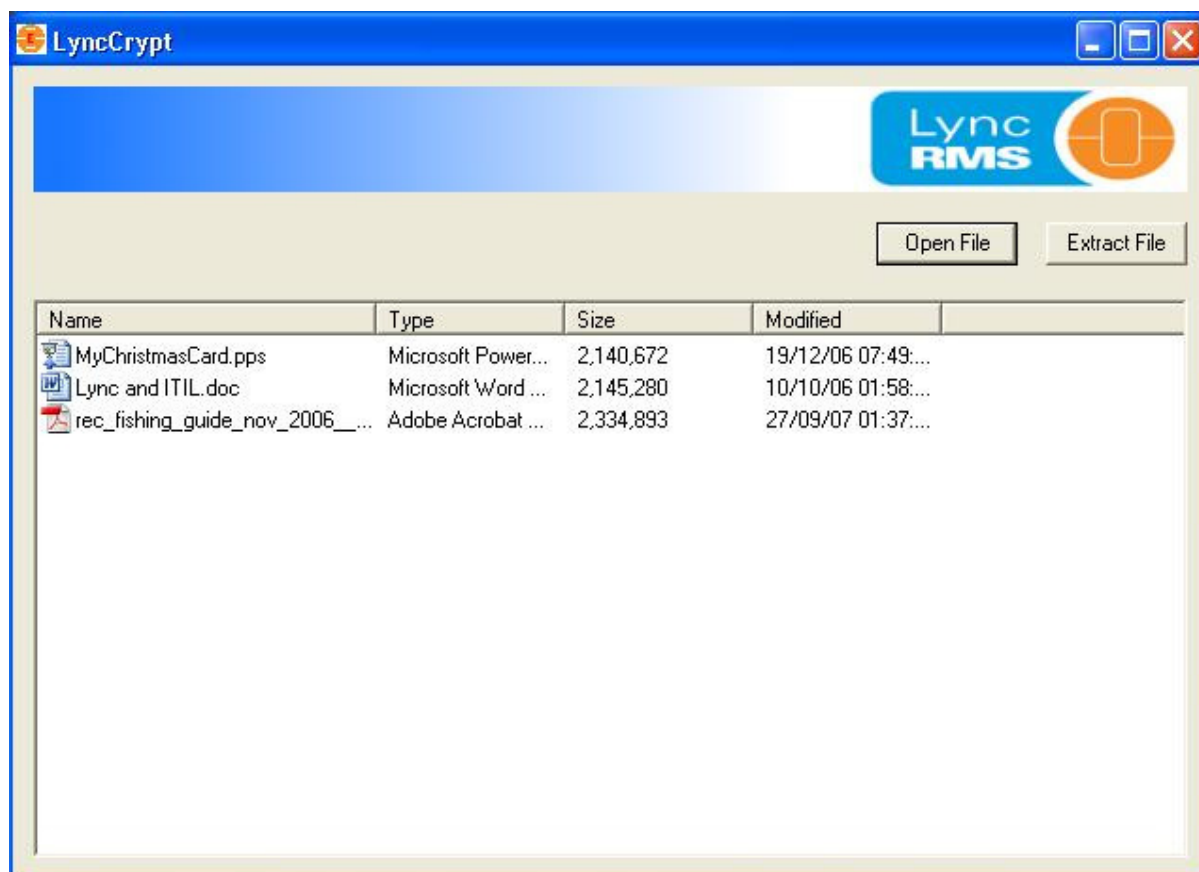 LyncCrypt
Lync
RMS
Open File Extract File
Name Type Size Modified
MyChristmasCard.pps Microsoft Power... 2,140,672 19/12/06 07:49:...
Lync and ITIL.doc Microsoft Word ... 2,145,280 10/10/06 01:58:...
rec_fishing_guide_nov_2006__... Adobe Acrobat ... 2,334,893 27/09/07 01:37:...